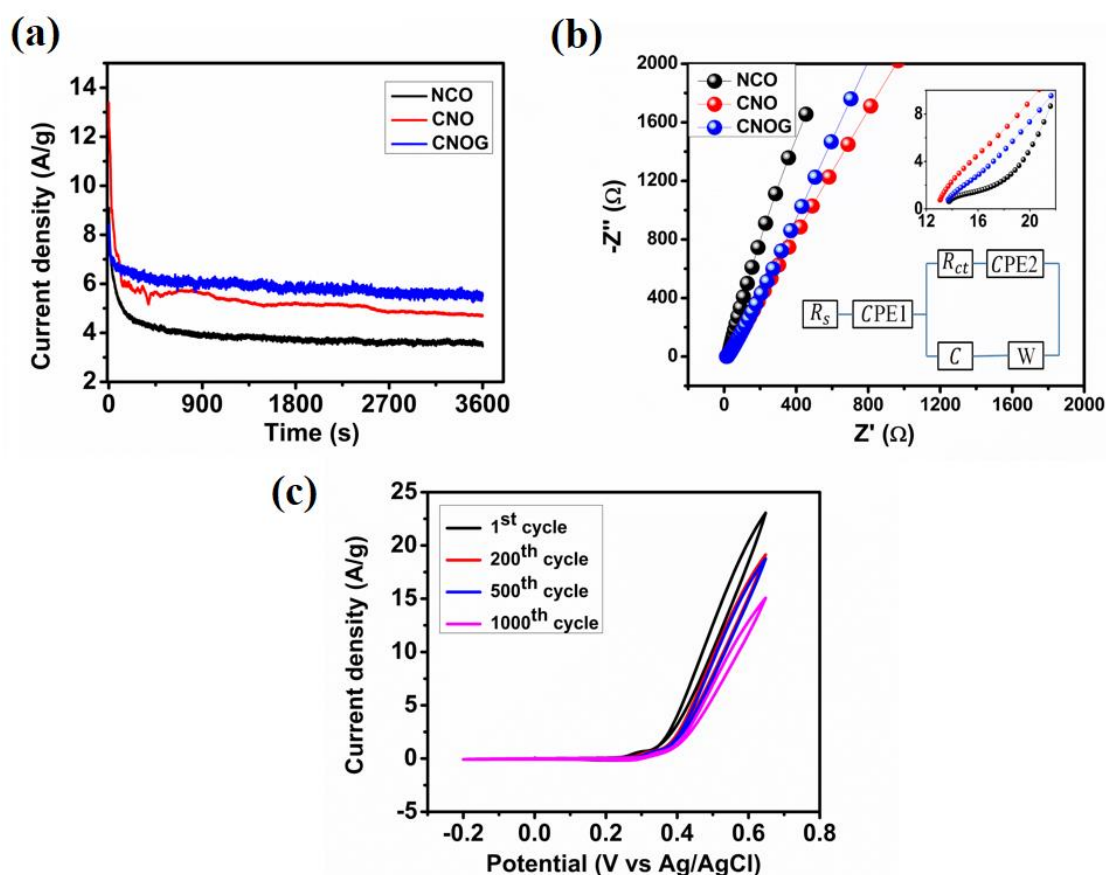 (a)
14
12
10
8
6
4
2
Current density (A/g)
NCO
CNO
CNOG
0 900 1800 2700 3600
Time (s)
(b)
2000
1600
1200
800
400
0
-Z'' (Ω)
NCO
CNO
CNOG
8
4
0
12 16 20
R_s CPE1 R_ct CPE2
C W
0 400 800 1200 1600 2000
Z' (Ω)
(c)
25
20
15
10
5
0
-5
Current density (A/g)
1st cycle
200th cycle
500th cycle
1000th cycle
-0.2 0.0 0.2 0.4 0.6 0.8
Potential (V vs Ag/AgCl)